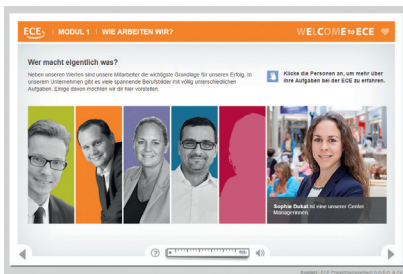 ECE
MODUL 1 | WIE ARBEITEN WIR?
WELCOME to ECE
Wer macht eigentlich was?
Neben unseren Werten sind unsere Mitarbeiter die wichtigste Grundlage für unseren Erfolg. In
unserem Unternehmen gibt es viele spannende Berufsbilder mit völlig unterschiedlichen
Aufgaben. Einige davon möchten wir dir hier vorstellen.
Klicke die Personen an, um mehr über
ihre Aufgaben bei der ECE zu erfahren.
Sophie Dukat ist eine unserer Center
Managerinnen.
?